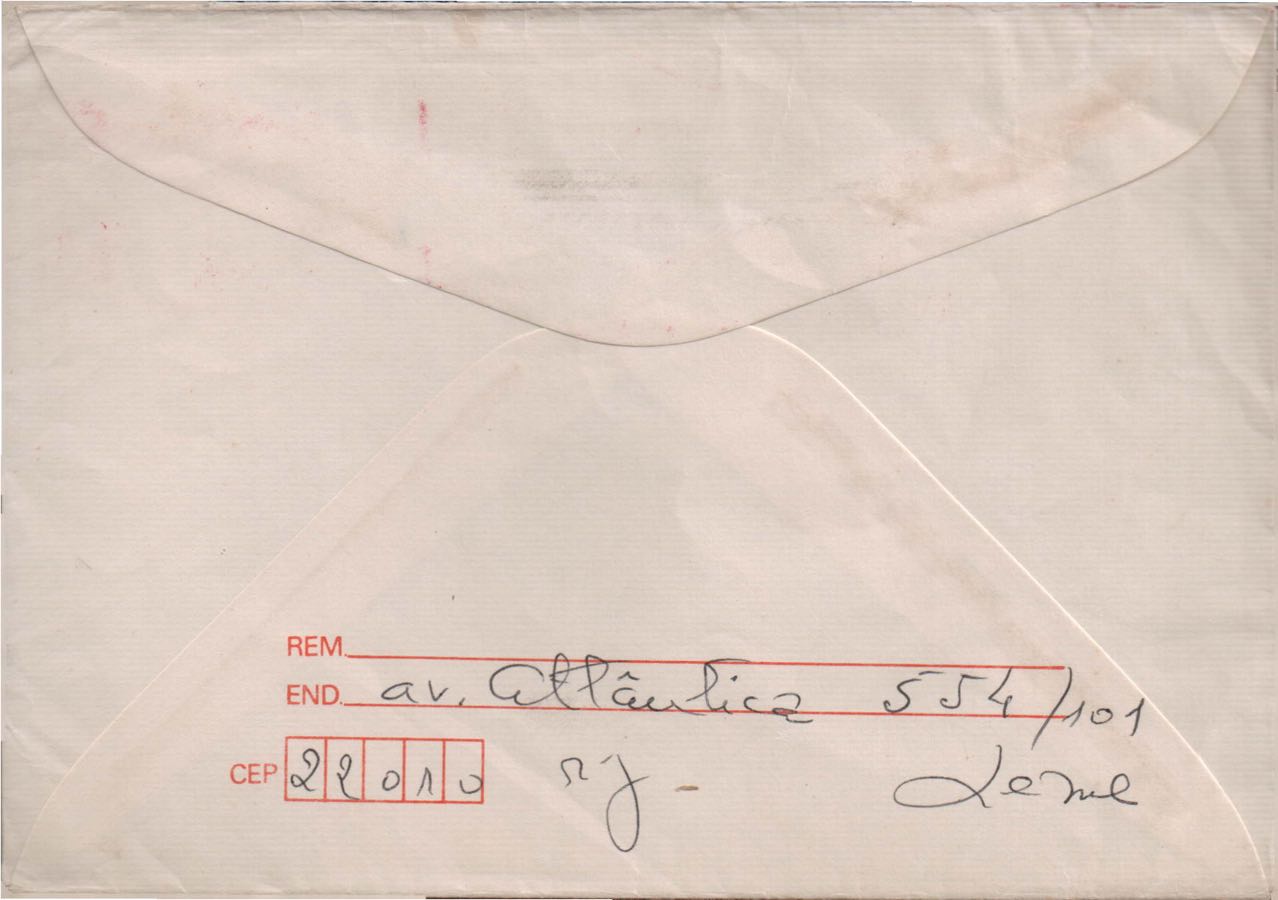 REM.
END. av. Atlântica 554/101
CEP 22010 rj - Leme